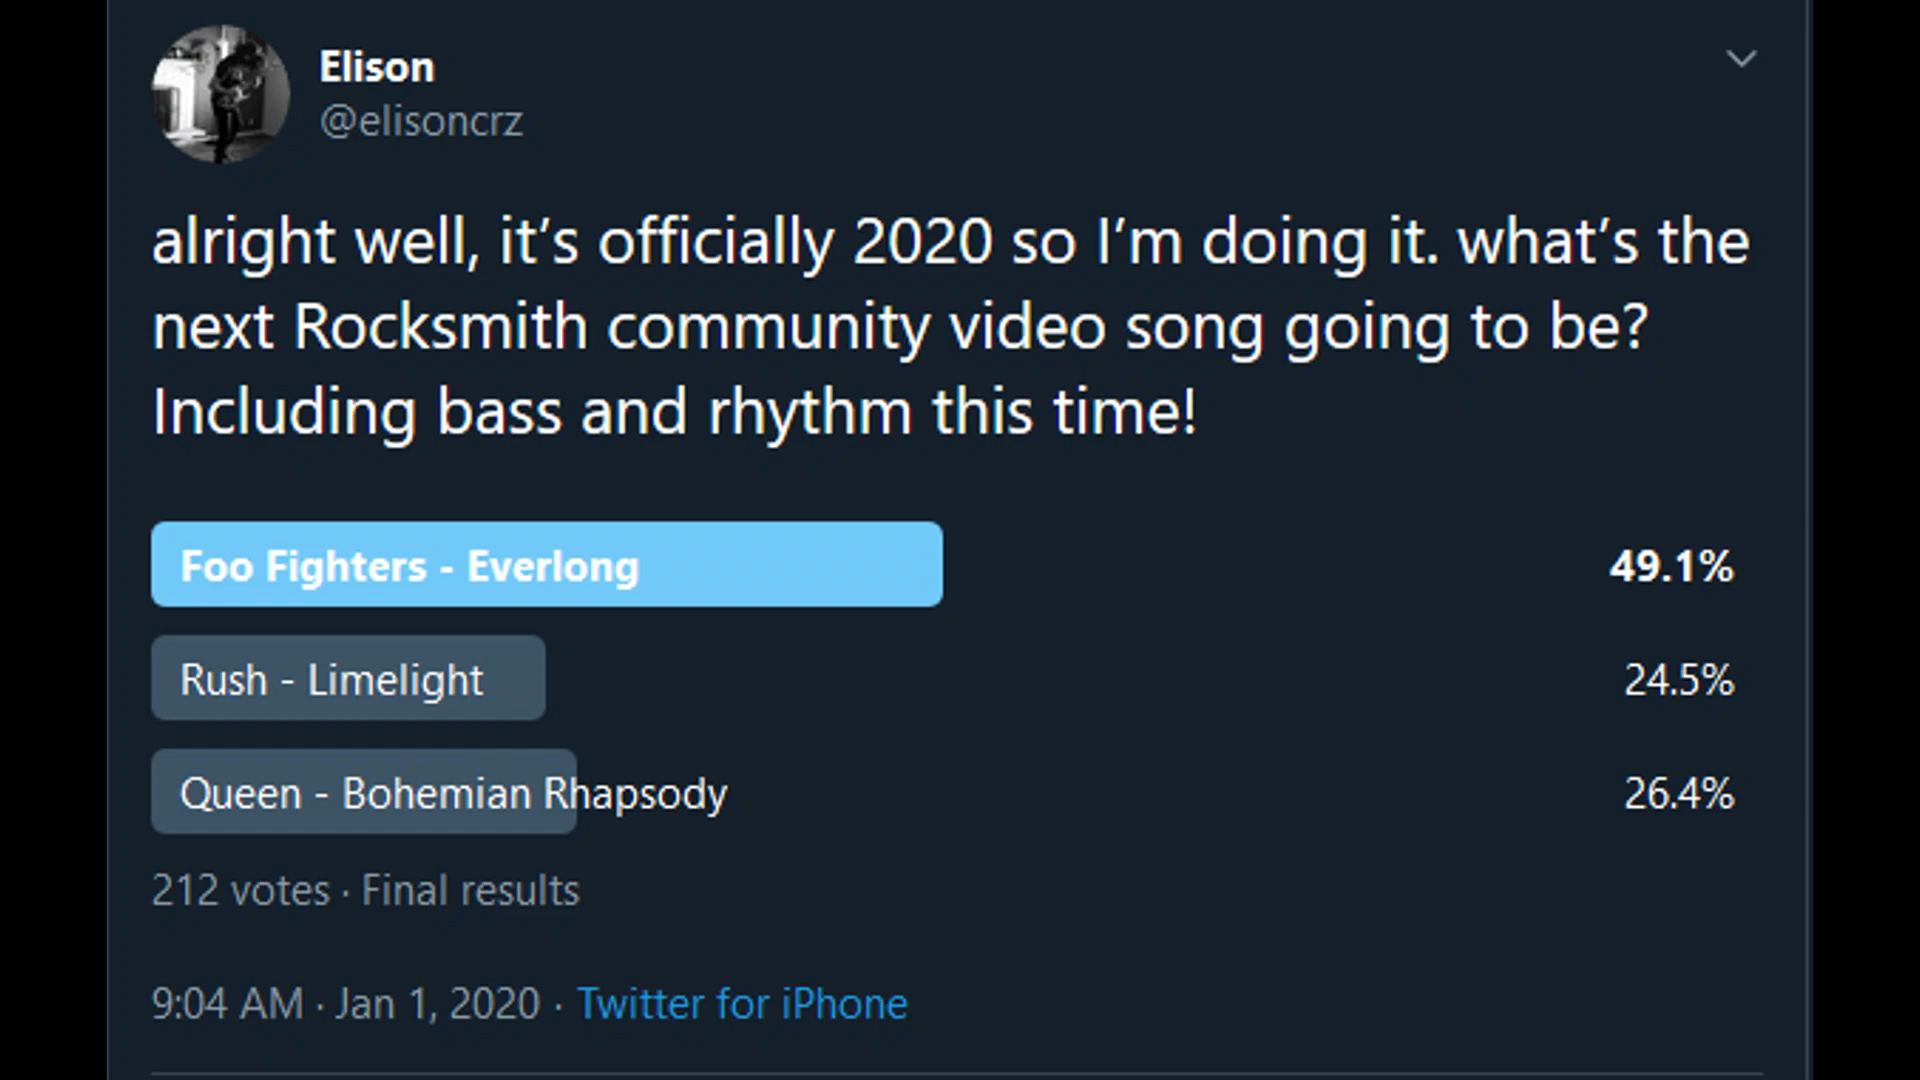 Elison
@elisoncrz
alright well, it’s officially 2020 so I’m doing it. what’s the
next Rocksmith community video song going to be?
Including bass and rhythm this time!
Foo Fighters - Everlong 49.1%
Rush - Limelight 24.5%
Queen - Bohemian Rhapsody 26.4%
212 votes · Final results
9:04 AM · Jan 1, 2020 · Twitter for iPhone